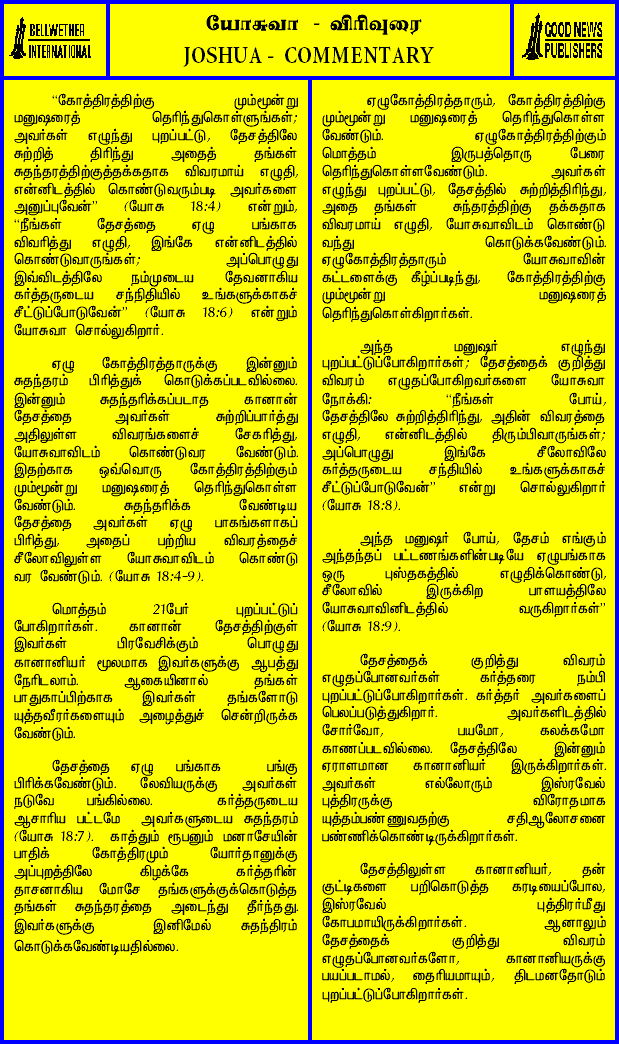 BELLWETHER
INTERNATIONAL
யோசுவா - விரிவுரை
JOSHUA - COMMENTARY
GOOD NEWS
PUBLISHERS
“கோத்திரத்திற்கு மும்மூன்று
மனுஷரைத் தெரிந்துகொள்ளுங்கள்;
அவர்கள் எழுந்து புறப்பட்டு, தேசத்திலே
சுற்றித் திரிந்து அதைத் தங்கள்
சுதந்தரத்திற்குத்தக்கதாக விவரமாய் எழுதி,
என்னிடத்தில் கொண்டுவரும்படி அவர்களை
அனுப்புவேன்” (யோசு 18:4) என்றும்,
“நீங்கள் தேசத்தை ஏழு பங்காக
விவரித்து எழுதி, இங்கே என்னிடத்தில்
கொண்டுவாருங்கள்; அப்பொழுது
இவ்விடத்திலே நம்முடைய தேவனாகிய
கர்த்தருடைய சந்நிதியில் உங்களுக்காகச்
சீட்டுப்போடுவேன்” (யோசு 18:6) என்றும்
யோசுவா சொல்லுகிறார்.
ஏழு கோத்திரத்தாருக்கு இன்னும்
சுதந்தரம் பிரித்துக் கொடுக்கப்படவில்லை.
இன்னும் சுதந்தரிக்கப்படாத கானான்
தேசத்தை அவர்கள் சுற்றிப்பார்த்து
அதிலுள்ள விவரங்களைச் சேகரித்து,
யோசுவாவிடம் கொண்டுவர வேண்டும்.
இதற்காக ஒவ்வொரு கோத்திரத்திற்கும்
மும்மூன்று மனுஷரைத் தெரிந்துகொள்ள
வேண்டும். சுதந்தரிக்க வேண்டிய
தேசத்தை அவர்கள் ஏழு பாகங்களாகப்
பிரித்து, அதைப் பற்றிய விவரத்தைச்
சீலோவிலுள்ள யோசுவாவிடம் கொண்டு
வர வேண்டும். (யோசு 18:4-9).
மொத்தம் 21பேர் புறப்பட்டுப்
போகிறார்கள். கானான் தேசத்திற்குள்
இவர்கள் பிரவேசிக்கும் பொழுது
கானானியர் மூலமாக இவர்களுக்கு ஆபத்து
நேரிடலாம். ஆகையினால் தங்கள்
பாதுகாப்பிற்காக இவர்கள் தங்களோடு
யுத்தவீரர்களையும் அழைத்துச் சென்றிருக்க
வேண்டும்.
தேசத்தை ஏழு பங்காக பங்கு
பிரிக்கவேண்டும். லேவியருக்கு அவர்கள்
நடுவே பங்கில்லை. கர்த்தருடைய
ஆசாரிய பட்டமே அவர்களுடைய சுதந்தரம்
(யோசு 18:7). காத்தும் ரூபனும் மனாசேயின்
பாதிக் கோத்திரமும் யோர்தானுக்கு
அப்புறத்திலே கிழக்கே கர்த்தரின்
தாசனாகிய மோசே தங்களுக்குக்கொடுத்த
தங்கள் சுதந்தரத்தை அடைந்து தீர்ந்தது.
இவர்களுக்கு இனிமேல் சுதந்திரம்
கொடுக்கவேண்டியதில்லை.
ஏழுகோத்திரத்தாரும், கோத்திரத்திற்கு
மும்மூன்று மனுஷரை தெரிந்துகொள்ள
வேண்டும். ஏழுகோத்திரத்திற்கும்
மொத்தம் இருபத்தொரு பேரை
தெரிந்துகொள்ளவேண்டும். அவர்கள்
எழுந்து புறப்பட்டு, தேசத்தில் சுற்றித்திரிந்து,
அதை தங்கள் சுந்தரத்திற்கு தக்கதாக
விவரமாய் எழுதி, யோசுவாவிடம் கொண்டு
வந்து கொடுக்கவேண்டும்.
ஏழுகோத்திரத்தாரும் யோசுவாவின்
கட்டளைக்கு கீழ்ப்படிந்து, கோத்திரத்திற்கு
மும்மூன்று மனுஷரைத்
தெரிந்துகொள்கிறார்கள்.
அந்த மனுஷர் எழுந்து
புறப்பட்டுப்போகிறார்கள்; தேசத்தைக் குறித்து
விவரம் எழுதப்போகிறவர்களை யோசுவா
நோக்கி: “நீங்கள் போய்,
தேசத்திலே சுற்றித்திரிந்து, அதின் விவரத்தை
எழுதி, என்னிடத்தில் திரும்பிவாருங்கள்;
அப்பொழுது இங்கே சீலோவிலே
கர்த்தருடைய சந்தியில் உங்களுக்காகச்
சீட்டுப்போடுவேன்” என்று சொல்லுகிறார்
(யோசு 18:8).
அந்த மனுஷர் போய், தேசம் எங்கும்
அந்தந்தப் பட்டணங்களின்படியே ஏழுபங்காக
ஒரு புஸ்தகத்தில் எழுதிக்கொண்டு,
சீலோவில் இருக்கிற பாளயத்திலே
யோசுவாவினிடத்தில் வருகிறார்கள்”
(யோசு 18:9).
தேசத்தைக் குறித்து விவரம்
எழுதப்போனவர்கள் கர்த்தரை நம்பி
புறப்பட்டுப்போகிறார்கள். கர்த்தர் அவர்களைப்
பெலப்படுத்துகிறார். அவர்களிடத்தில்
சோர்வோ, பயமோ, கலக்கமோ
காணப்படவில்லை. தேசத்திலே இன்னும்
ஏராளமான கானானியர் இருக்கிறார்கள்.
அவர்கள் எல்லோரும் இஸ்ரவேல்
புத்திரருக்கு விரோதமாக
யுத்தம்பண்ணுவதற்கு சதிஆலோசனை
பண்ணிக்கொண்டிருக்கிறார்கள்.
தேசத்திலுள்ள கானானியர், தன்
குட்டிகளை பறிகொடுத்த கரடியைப்போல,
இஸ்ரவேல் புத்திரர்மீது
கோபமாயிருக்கிறார்கள். ஆனாலும்
தேசத்தைக் குறித்து விவரம்
எழுதப்போனவர்களோ, கானானியருக்கு
பயப்படாமல், தைரியமாயும், திடமனதோடும்
புறப்பட்டுப்போகிறார்கள்.